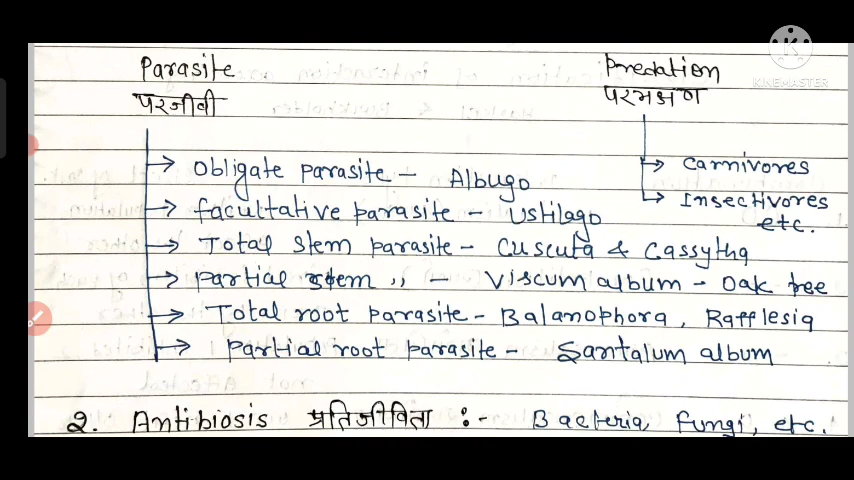 Parasite
परजीवी
Predation
परभक्षण
KINEMASTER
→ Obligate parasite – Albugo
→ facultative parasite – Ustilago
→ Total Stem parasite – Cuscuta & Cassytha
→ partial stem ,, – Viscum album – Oak tree
→ Total root parasite – Balanophora, Rafflesia
→ partial root parasite – Santalum album
→ Carnivores
→ Insectivores
etc.
2. Antibiosis प्रतिजीविता :- Bacteria, fungi, etc.